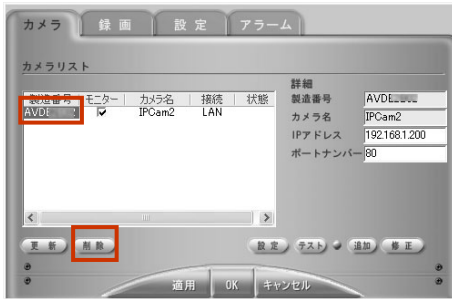 カメラ 録画 設定 アラーム
カメラリスト
詳細
製造番号 モニター カメラ名 接続 状態
IPCam2 LAN
製造番号
カメラ名 IPCam2
IPアドレス 192.168.1.200
ポートナンバー 80
更新 削除 設定 テスト 追加 修正
適用 OK キャンセル